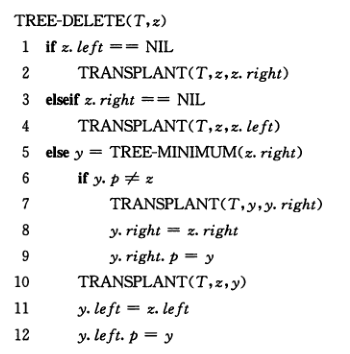 TREE-DELETE(T,z)
1 if z.left == NIL
2 TRANSPLANT(T,z,z.right)
3 elseif z.right == NIL
4 TRANSPLANT(T,z,z.left)
5 else y = TREE-MINIMUM(z.right)
6 if y.p ≠ z
7 TRANSPLANT(T,y,y.right)
8 y.right = z.right
9 y.right.p = y
10 TRANSPLANT(T,z,y)
11 y.left = z.left
12 y.left.p = y